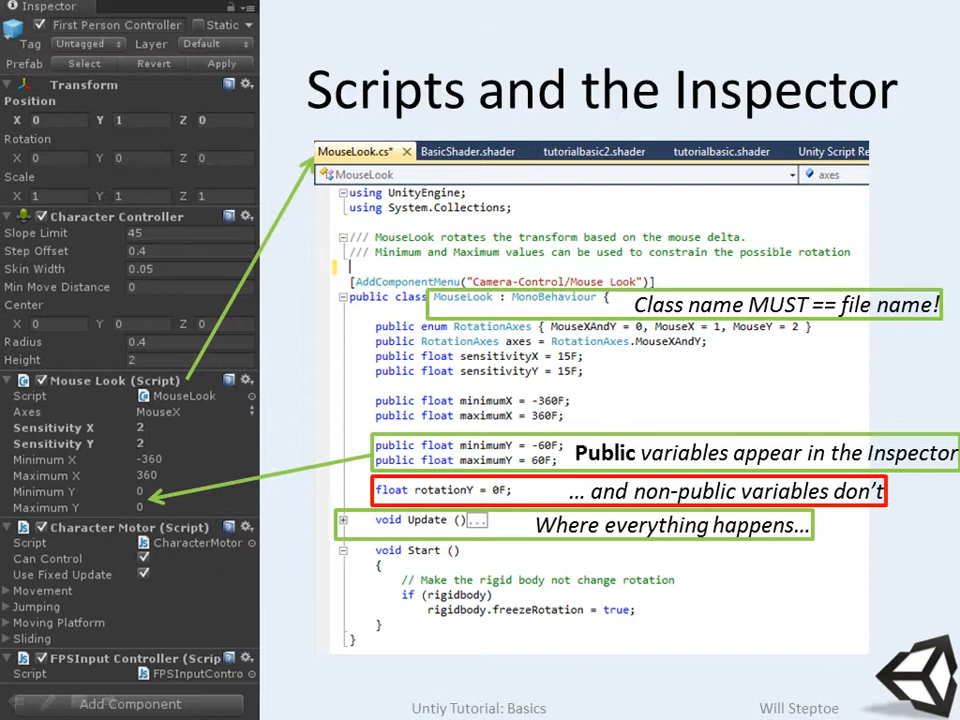 Inspector
First Person Controller Static
Tag Untagged Layer Default
Prefab Select Revert Apply
Transform
Position
X 0 Y 1 Z 0
Rotation
X 0 Y 0 Z 0
Scale
X 1 Y 1 Z 1
Character Controller
Slope Limit 45
Step Offset 0.4
Skin Width 0.05
Min Move Distance 0
Center
X 0 Y 0 Z 0
Radius 0.4
Height 2
Mouse Look (Script)
Script MouseLook
Axes MouseX
Sensitivity X 2
Sensitivity Y 2
Minimum X -360
Maximum X 360
Minimum Y 0
Maximum Y 0
Character Motor (Script)
Script CharacterMotor
Can Control
Use Fixed Update
Movement
Jumping
Moving Platform
Sliding
FPSInput Controller (Scrip
Script FPSInputContro
Add Component
Scripts and the Inspector
MouseLook.cs* BasicShader.shader tutorialbasic2.shader tutorialbasic.shader Unity Script Re
MouseLook axes
using UnityEngine;
using System.Collections;
/// MouseLook rotates the transform based on the mouse delta.
/// Minimum and Maximum values can be used to constrain the possible rotation
[AddComponentMenu("Camera-Control/Mouse Look")]
public class MouseLook : MonoBehaviour { Class name MUST == file name!
public enum RotationAxes { MouseXAndY = 0, MouseX = 1, MouseY = 2 }
public RotationAxes axes = RotationAxes.MouseXAndY;
public float sensitivityX = 15F;
public float sensitivityY = 15F;
public float minimumX = -360F;
public float maximumX = 360F;
public float minimumY = -60F;
public float maximumY = 60F; Public variables appear in the Inspector
float rotationY = 0F; ... and non-public variables don't
void Update ()... Where everything happens...
void Start ()
{
// Make the rigid body not change rotation
if (rigidbody)
rigidbody.freezeRotation = true;
}
}
Untiy Tutorial: Basics Will Steptoe